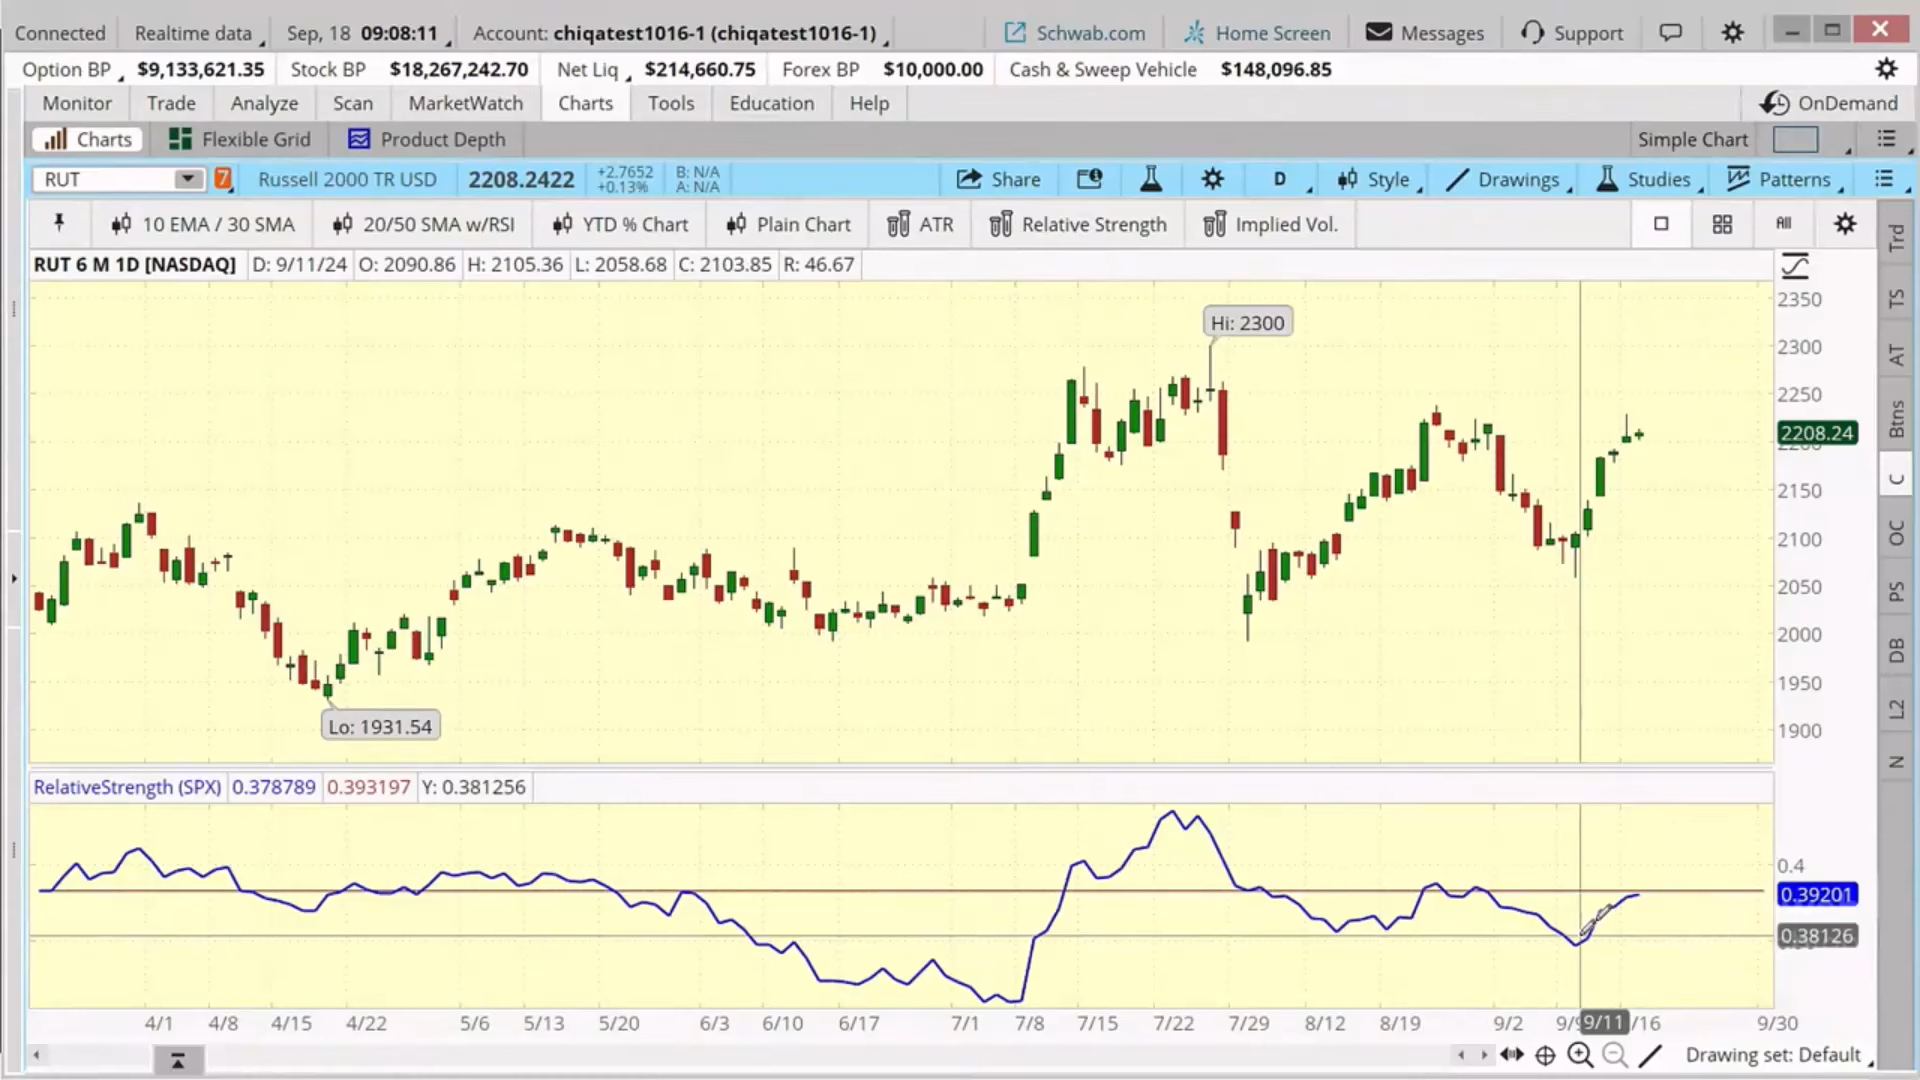 Connected Realtime data Sep, 18 09:08:11 Account: chiqatest1016-1 (chiqatest1016-1) Schwab.com Home Screen Messages Support
Option BP $9,133,621.35 Stock BP $18,267,242.70 Net Liq $214,660.75 Forex BP $10,000.00 Cash & Sweep Vehicle $148,096.85
Monitor Trade Analyze Scan MarketWatch Charts Tools Education Help OnDemand
Charts Flexible Grid Product Depth Simple Chart
RUT 7 Russell 2000 TR USD 2208.2422 +2.7652 +0.13% B: N/A A: N/A Share D Style Drawings Studies Patterns
10 EMA / 30 SMA 20/50 SMA w/RSI YTD % Chart Plain Chart ATR Relative Strength Implied Vol. All
RUT 6 M 1D [NASDAQ] D: 9/11/24 O: 2090.86 H: 2105.36 L: 2058.68 C: 2103.85 R: 46.67
Trd
TS
AT
Btns
C
OC
PS
DB
L2
N
2350
Hi: 2300
2300
2250
2208.24
2150
2100
2050
2000
1950
Lo: 1931.54
1900
RelativeStrength (SPX) 0.378789 0.393197 Y: 0.381256
0.4
0.39201
0.38126
4/1 4/8 4/15 4/22 5/6 5/13 5/20 6/3 6/10 6/17 7/1 7/8 7/15 7/22 7/29 8/12 8/19 9/2 9/11 /16 9/30
Drawing set: Default